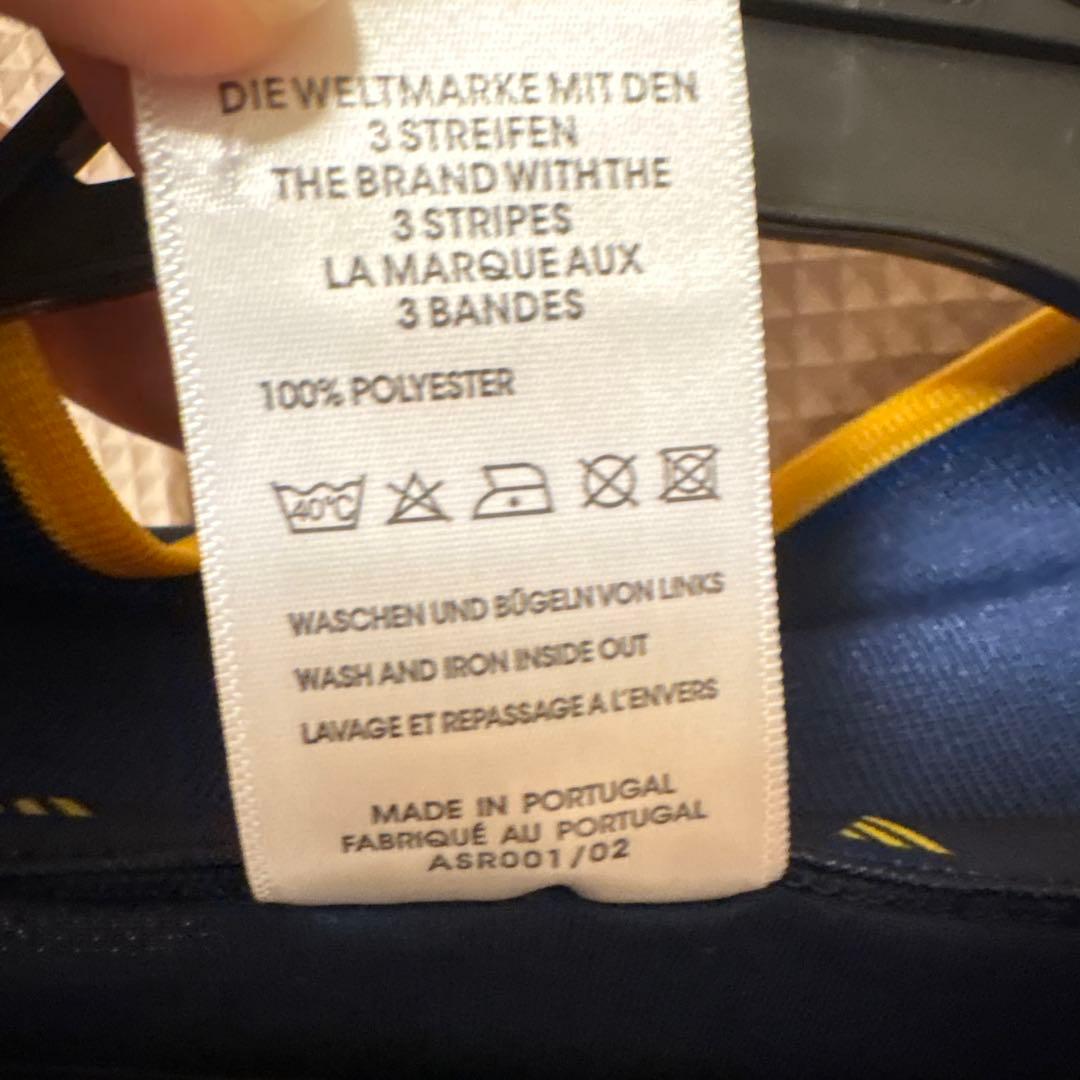 DIE WELTMARKE MIT DEN
3 STREIFEN
THE BRAND WITHTHE
3 STRIPES
LA MARQUE AUX
3 BANDES
100% POLYESTER
40°C
WASCHEN UND BÜGELN VON LINKS
WASH AND IRON INSIDE OUT
LAVAGE ET REPASSAGE A L'ENVERS
MADE IN PORTUGAL
FABRIQUÉ AU PORTUGAL
ASR001/02